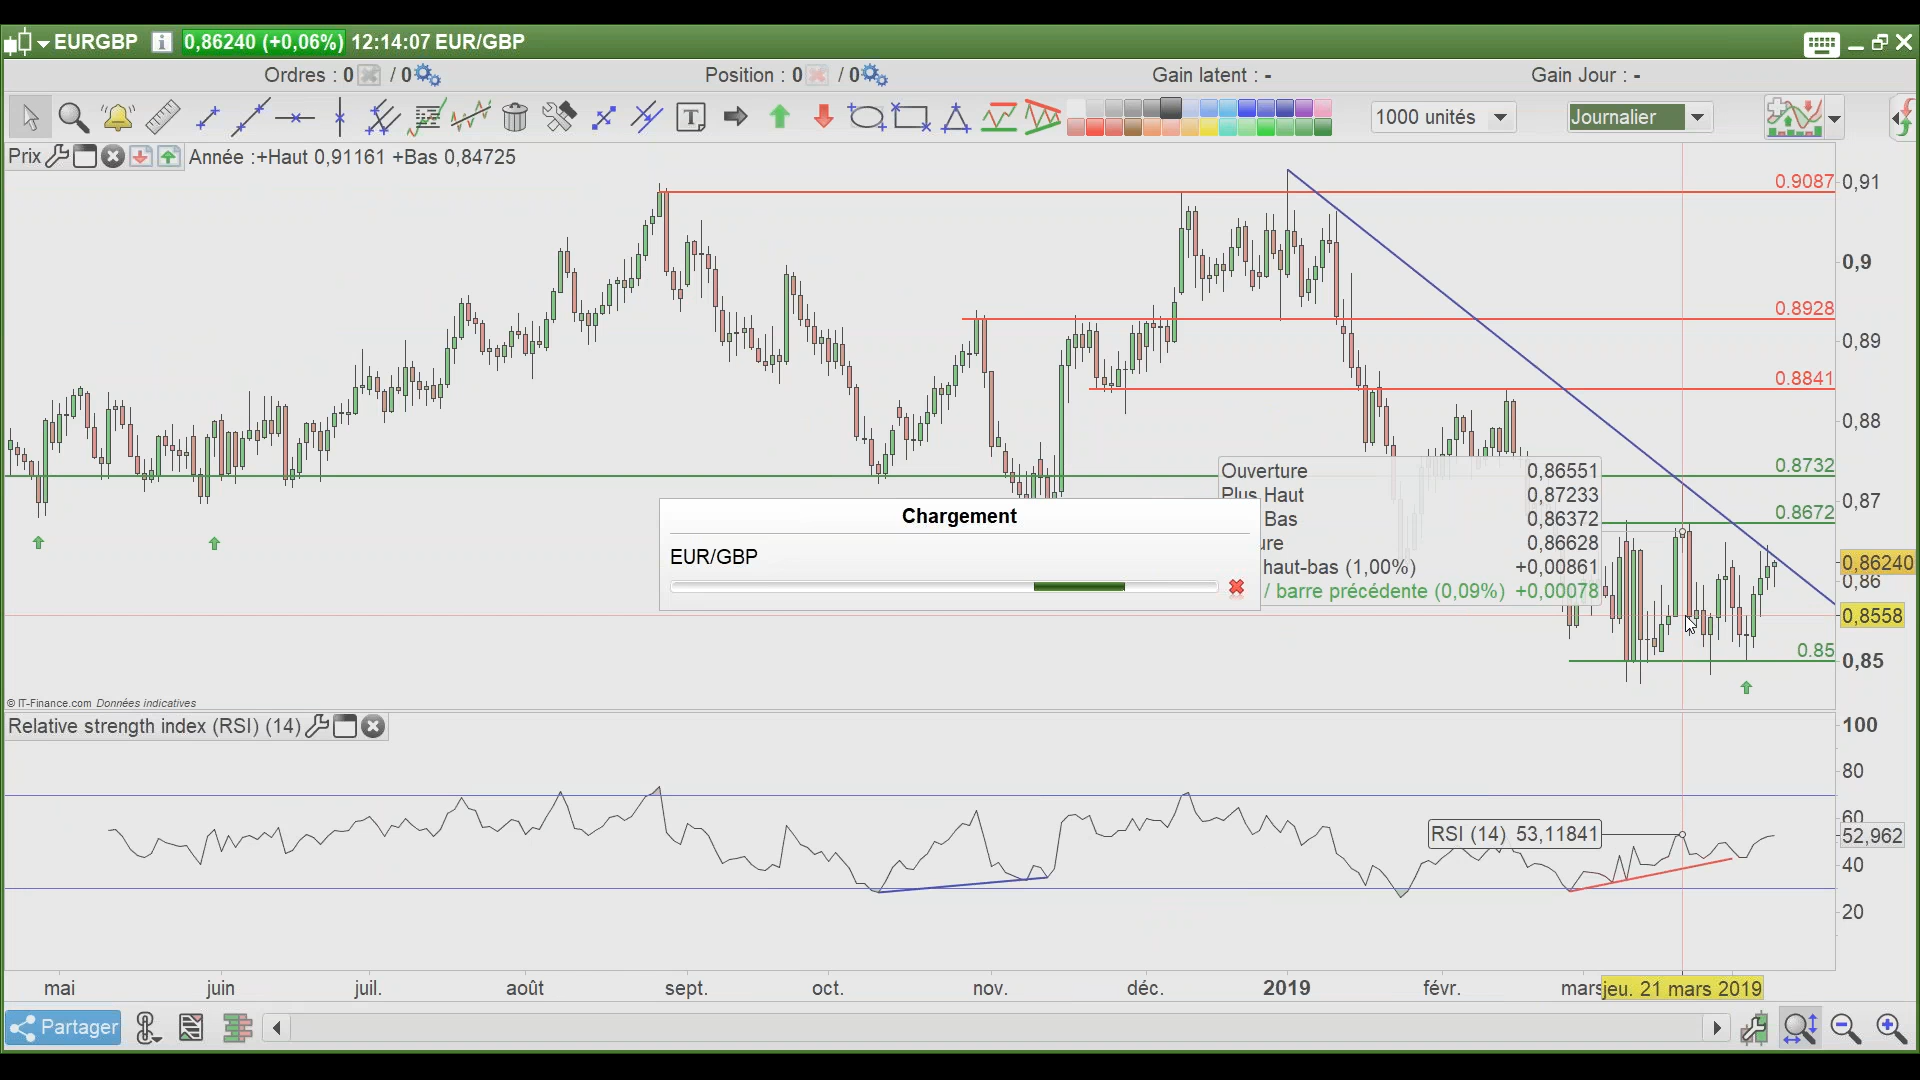 EURGBP 0,86240 (+0,06%) 12:14:07 EUR/GBP
Ordres : 0 / 0 Position : 0 / 0 Gain latent : - Gain Jour : -
1000 unités Journalier
Prix Année :+Haut 0,91161 +Bas 0,84725
0.9087 0,91
0,9
0.8928
0,89
0.8841
0,88
0.8732
0,87
0.8672
0,86240
0,86
0,8558
0.85 0,85
Ouverture 0,86551
Plus Haut 0,87233
Bas 0,86372
ure 0,86628
haut-bas (1,00%) +0,00861
/ barre précédente (0,09%) +0,00078
Chargement
EUR/GBP
© IT-Finance.com Données indicatives
Relative strength index (RSI) (14)
100
80
60
RSI (14) 53,11841 52,962
40
20
mai juin juil. août sept. oct. nov. déc. 2019 févr. mars jeu. 21 mars 2019
Partager